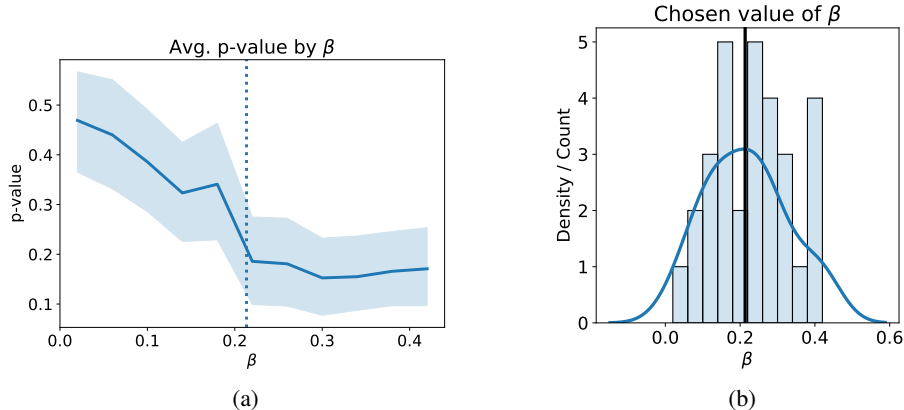 Avg. p-value by β
p-value
0.5
0.4
0.3
0.2
0.1
0.0 0.1 0.2 0.3 0.4
β
(a)
Chosen value of β
Density / Count
5
4
3
2
1
0
0.0 0.2 0.4 0.6
β
(b)